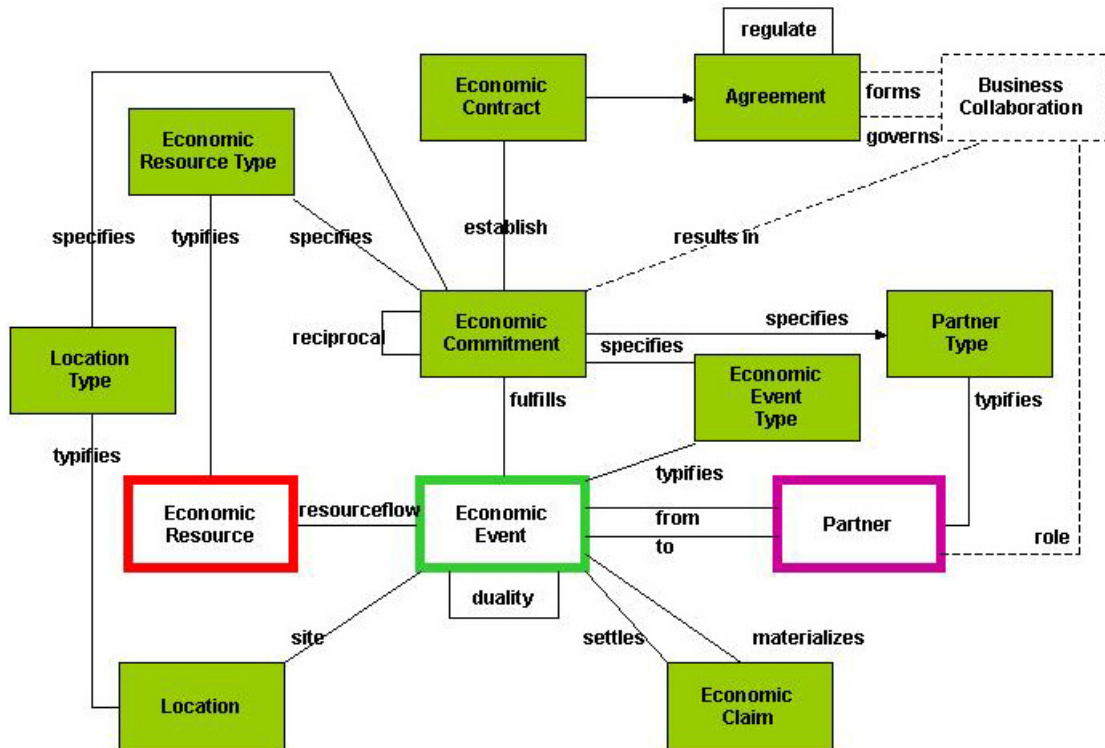 regulate
Economic
Contract
Agreement
forms
governs
Business
Collaboration
Economic
Resource Type
specifies
typifies
specifies
establish
results in
reciprocal
Economic
Commitment
specifies
specifies
Partner
Type
Location
Type
Economic
Event
Type
fulfills
typifies
typifies
typifies
Economic
Resource
resourceflow
Economic
Event
from
to
Partner
role
duality
site
settles
materializes
Location
Economic
Claim